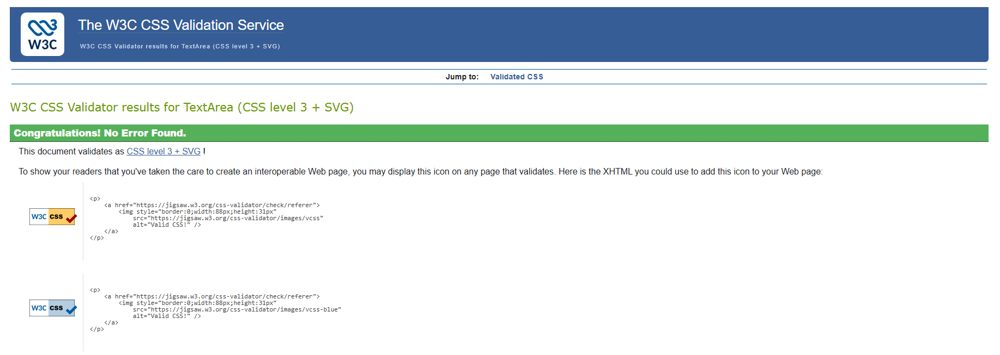 W3C
The W3C CSS Validation Service
W3C CSS Validator results for TextArea (CSS level 3 + SVG)
Jump to: Validated CSS
W3C CSS Validator results for TextArea (CSS level 3 + SVG)
Congratulations! No Error Found.
This document validates as CSS level 3 + SVG !
To show your readers that you've taken the care to create an interoperable Web page, you may display this icon on any page that validates. Here is the XHTML you could use to add this icon to your Web page:
W3C css
<p>
<a href="https://jigsaw.w3.org/css-validator/check/referer">
<img style="border:0;width:88px;height:31px"
src="https://jigsaw.w3.org/css-validator/images/vcss"
alt="Valid CSS!" />
</a>
</p>
W3C css
<p>
<a href="https://jigsaw.w3.org/css-validator/check/referer">
<img style="border:0;width:88px;height:31px"
src="https://jigsaw.w3.org/css-validator/images/vcss-blue"
alt="Valid CSS!" />
</a>
</p>